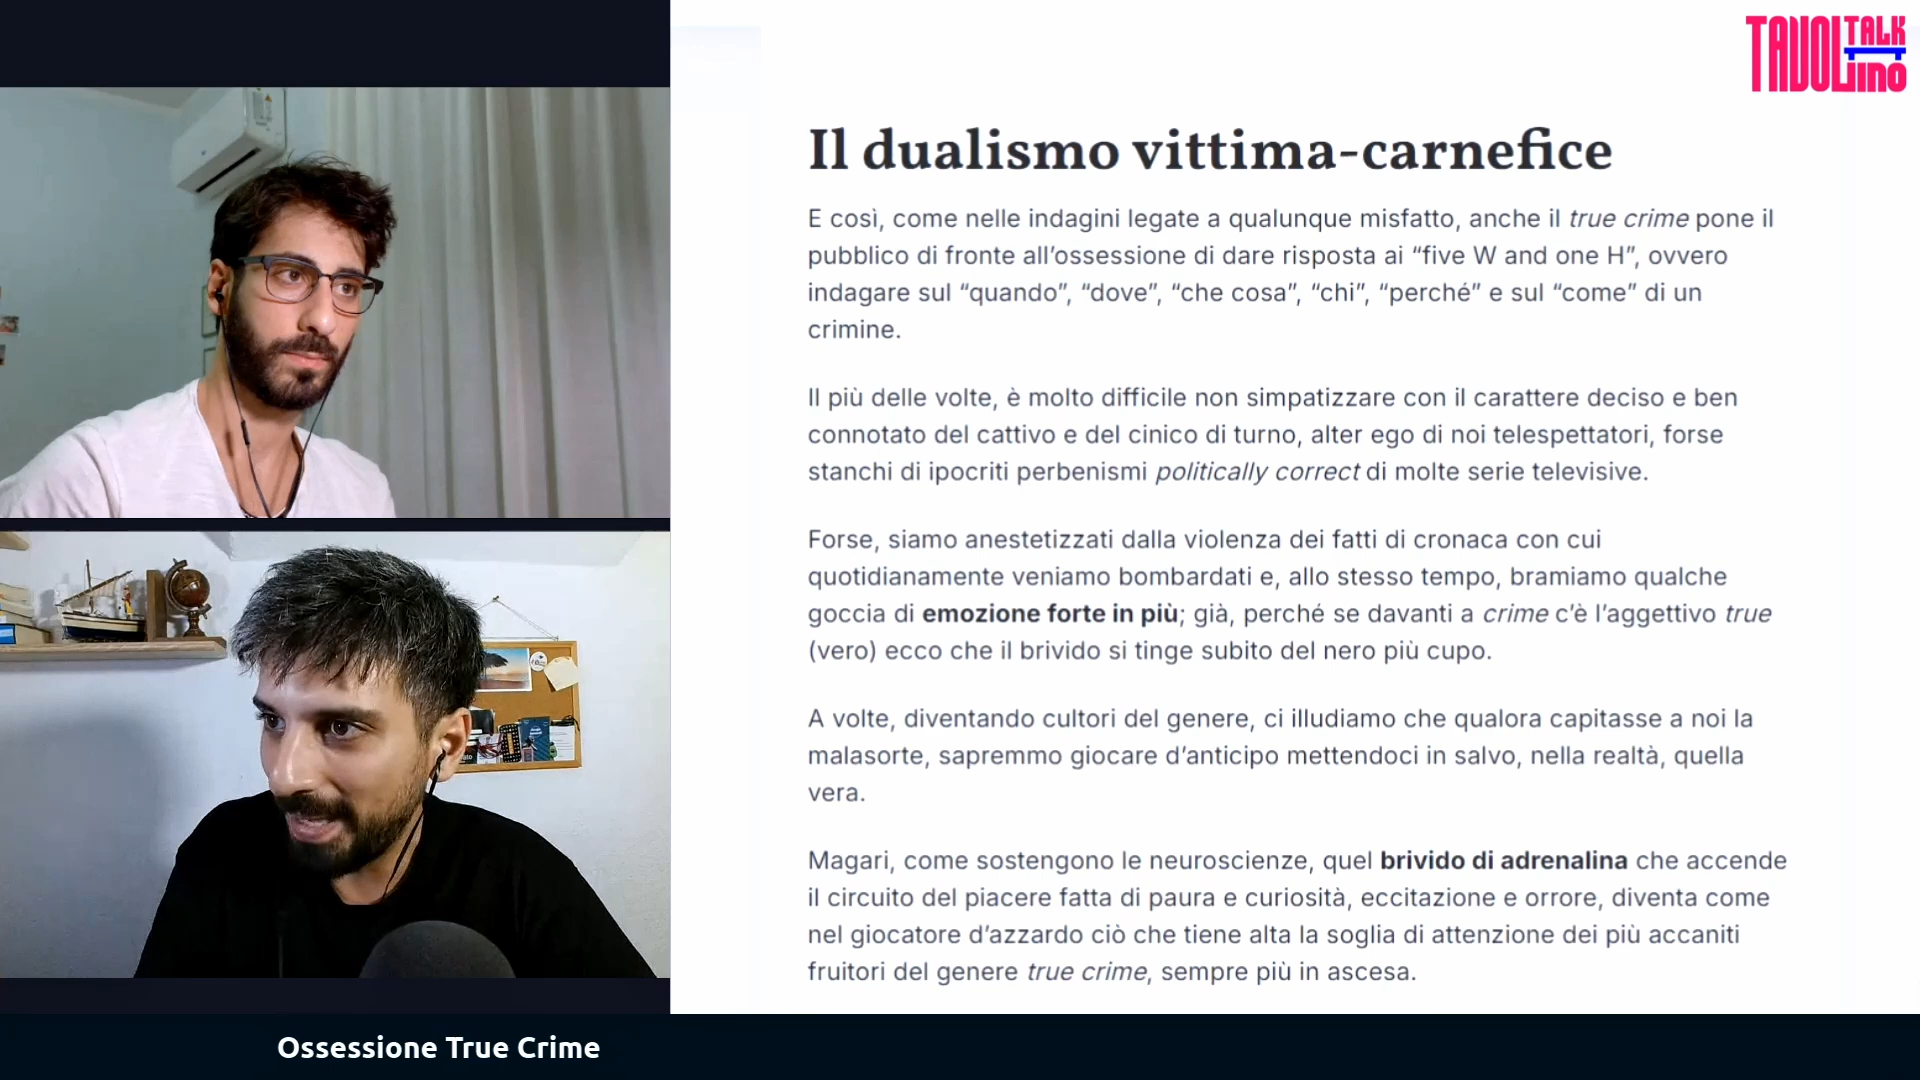 TAVOLINO TALK
Il dualismo vittima-carnefice
E così, come nelle indagini legate a qualunque misfatto, anche il true crime pone il
pubblico di fronte all’ossessione di dare risposta ai “five W and one H”, ovvero
indagare sul “quando”, “dove”, “che cosa”, “chi”, “perché” e sul “come” di un
crimine.
Il più delle volte, è molto difficile non simpatizzare con il carattere deciso e ben
connotato del cattivo e del cinico di turno, alter ego di noi telespettatori, forse
stanchi di ipocriti perbenismi politically correct di molte serie televisive.
Forse, siamo anestetizzati dalla violenza dei fatti di cronaca con cui
quotidianamente veniamo bombardati e, allo stesso tempo, bramiamo qualche
goccia di emozione forte in più; già, perché se davanti a crime c’è l’aggettivo true
(vero) ecco che il brivido si tinge subito del nero più cupo.
A volte, diventando cultori del genere, ci illudiamo che qualora capitasse a noi la
malasorte, sapremmo giocare d’anticipo mettendoci in salvo, nella realtà, quella
vera.
Magari, come sostengono le neuroscienze, quel brivido di adrenalina che accende
il circuito del piacere fatta di paura e curiosità, eccitazione e orrore, diventa come
nel giocatore d’azzardo ciò che tiene alta la soglia di attenzione dei più accaniti
fruitori del genere true crime, sempre più in ascesa.
Ossessione True Crime